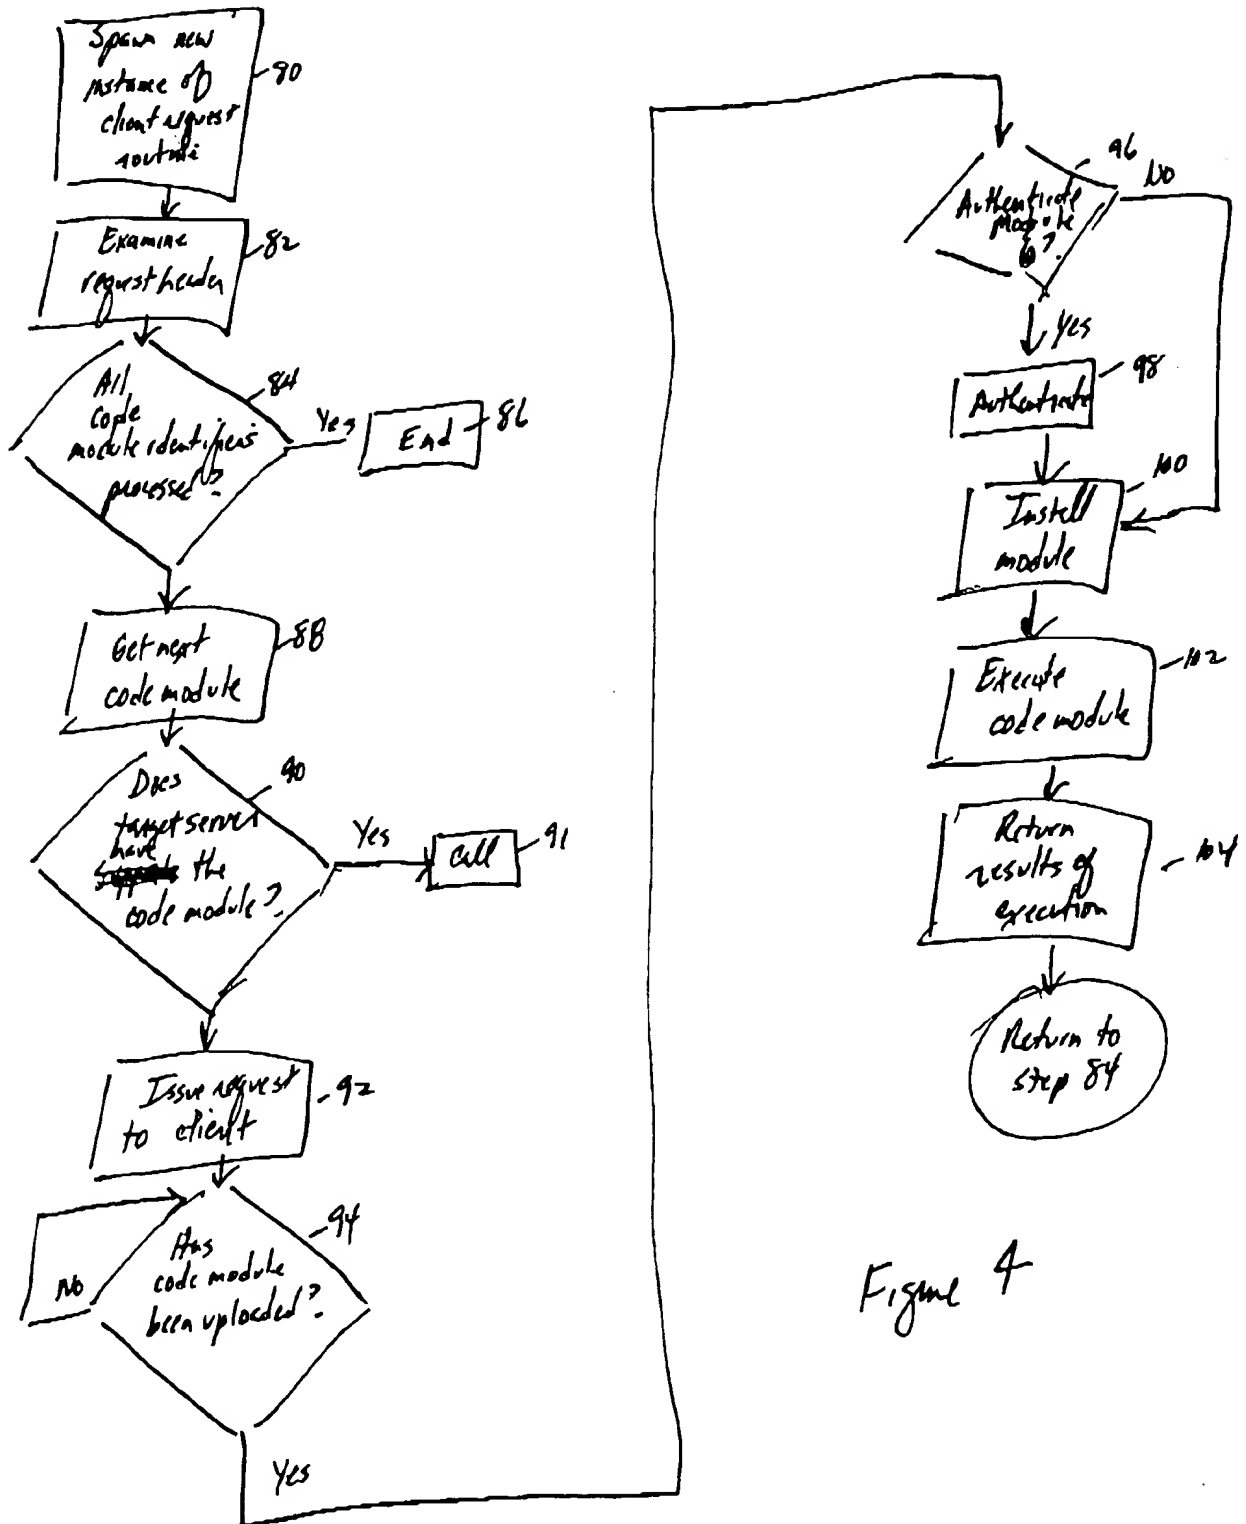 Spawn new
instance of
client request
routine
80
Examine
request header
82
All
code
module identifiers
processed?
84
Yes
End
86
Get next
code module
88
Does
target server
have
the
code module?
90
Yes
Call
91
Issue request
to client
92
Has
code module
been uploaded?
94
No
Yes
Authenticate
Module
?
96
No
Yes
Authenticate
98
Install
module
100
Execute
code module
102
Return
results of
execution
104
Return to
step 84
Figure 4